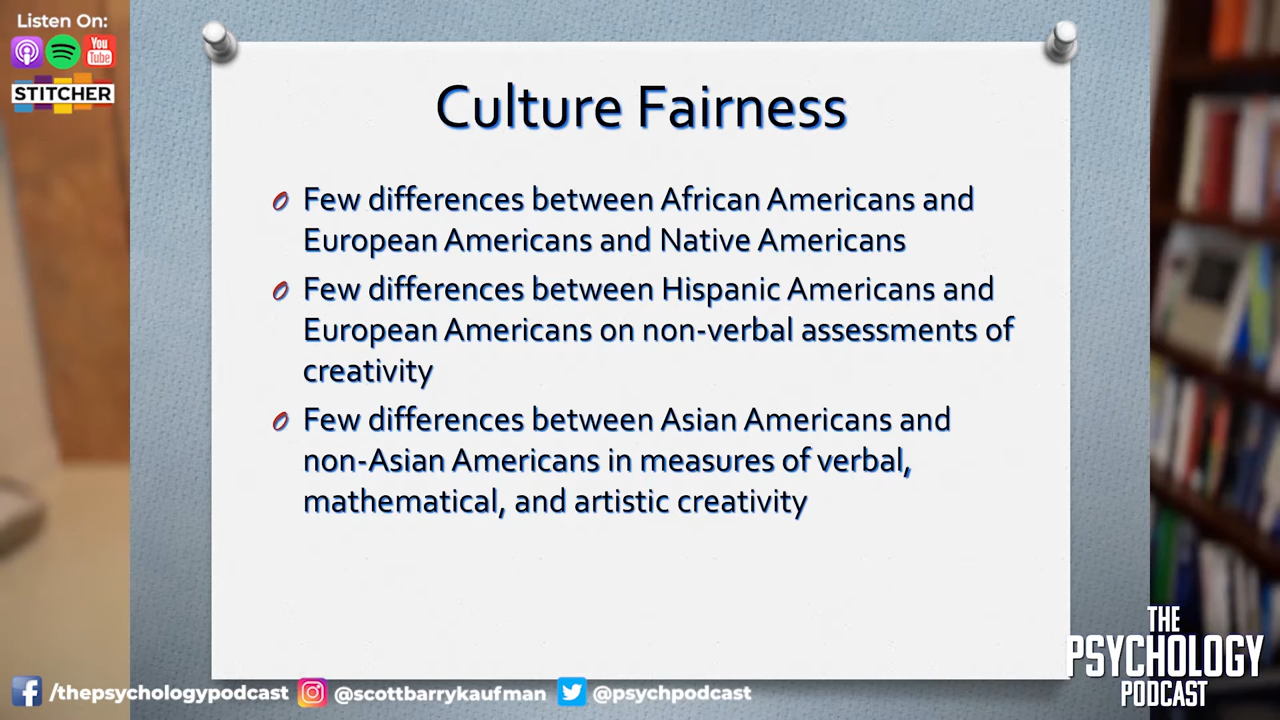 Listen On:
You
Tube
STITCHER
Culture Fairness
Few differences between African Americans and
European Americans and Native Americans
Few differences between Hispanic Americans and
European Americans on non-verbal assessments of
creativity
Few differences between Asian Americans and
non-Asian Americans in measures of verbal,
mathematical, and artistic creativity
THE
PSYCHOLOGY
PODCAST
/thepsychologypodcast @scottbarrykaufman @psychpodcast